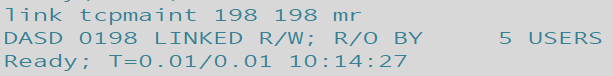 link tcpmaint 198 198 mr
DASD 0198 LINKED R/W; R/O BY     5 USERS
Ready; T=0.01/0.01 10:14:27